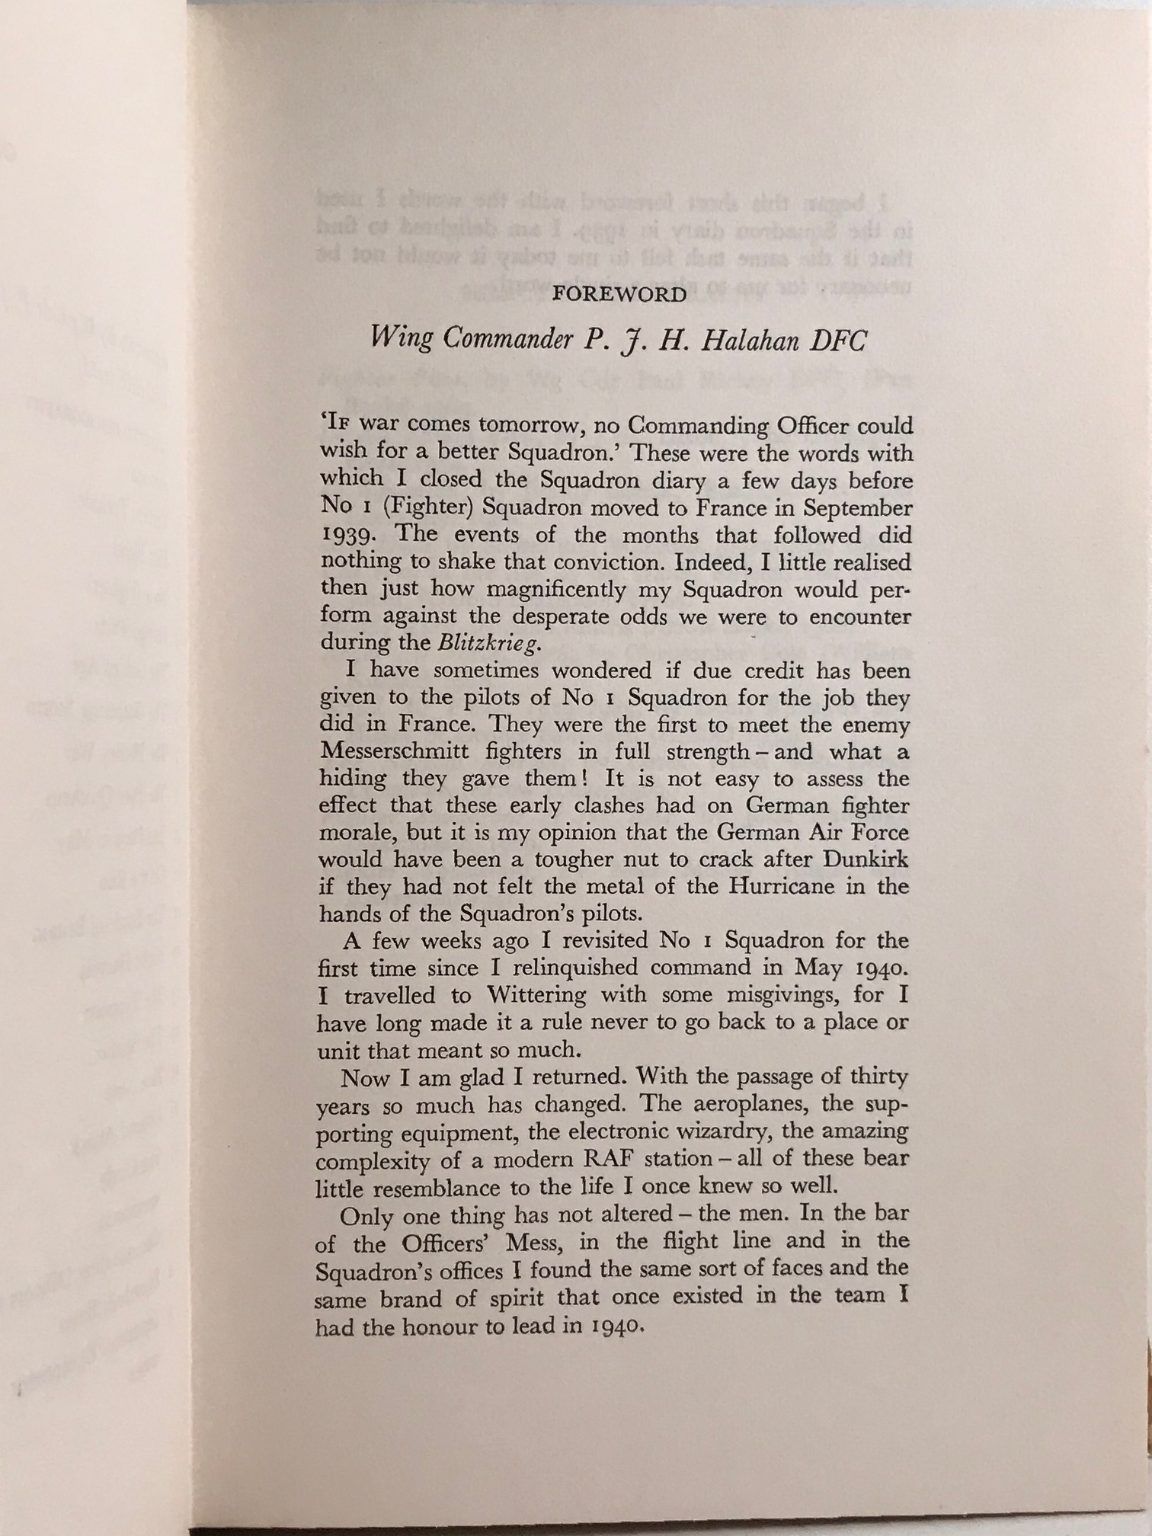 FOREWORD
Wing Commander P. J. H. Halahan DFC
‘IF war comes tomorrow, no Commanding Officer could
wish for a better Squadron.’ These were the words with
which I closed the Squadron diary a few days before
No 1 (Fighter) Squadron moved to France in September
1939. The events of the months that followed did
nothing to shake that conviction. Indeed, I little realised
then just how magnificently my Squadron would per-
form against the desperate odds we were to encounter
during the Blitzkrieg.
I have sometimes wondered if due credit has been
given to the pilots of No 1 Squadron for the job they
did in France. They were the first to meet the enemy
Messerschmitt fighters in full strength – and what a
hiding they gave them! It is not easy to assess the
effect that these early clashes had on German fighter
morale, but it is my opinion that the German Air Force
would have been a tougher nut to crack after Dunkirk
if they had not felt the metal of the Hurricane in the
hands of the Squadron’s pilots.
A few weeks ago I revisited No 1 Squadron for the
first time since I relinquished command in May 1940.
I travelled to Wittering with some misgivings, for I
have long made it a rule never to go back to a place or
unit that meant so much.
Now I am glad I returned. With the passage of thirty
years so much has changed. The aeroplanes, the sup-
porting equipment, the electronic wizardry, the amazing
complexity of a modern RAF station – all of these bear
little resemblance to the life I once knew so well.
Only one thing has not altered – the men. In the bar
of the Officers’ Mess, in the flight line and in the
Squadron’s offices I found the same sort of faces and the
same brand of spirit that once existed in the team I
had the honour to lead in 1940.